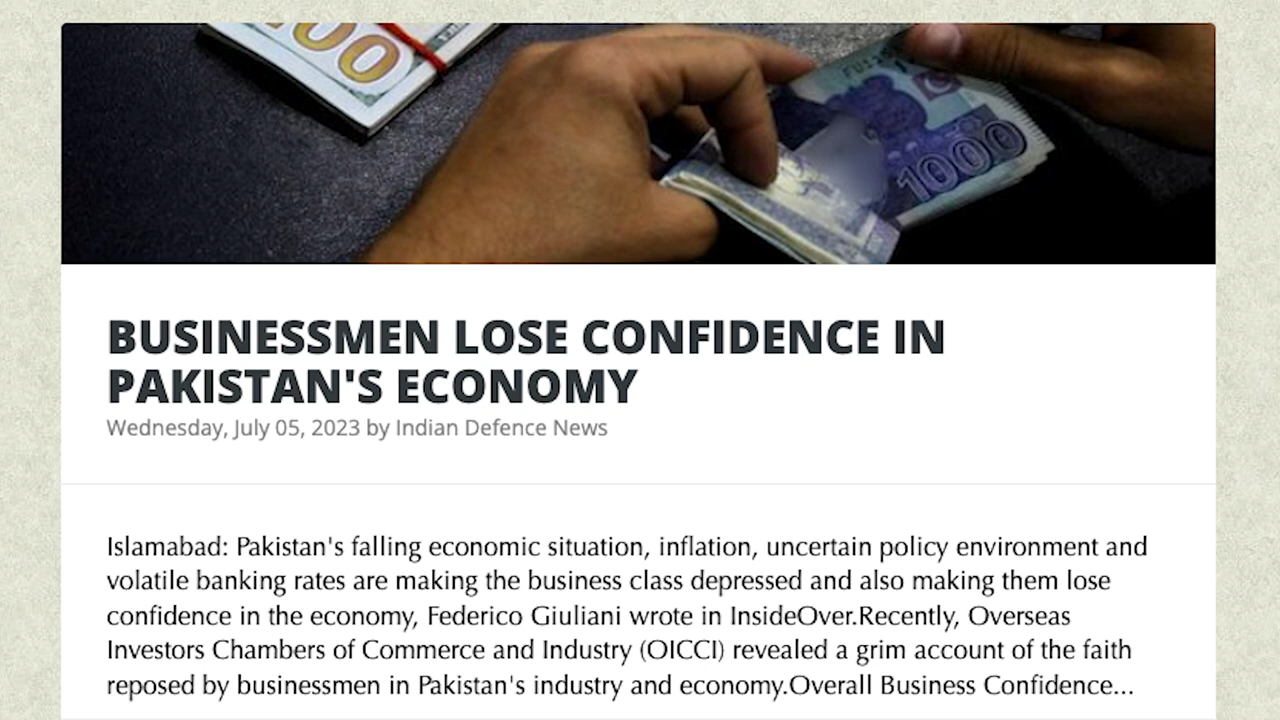 100
1000
BUSINESSMEN LOSE CONFIDENCE IN
PAKISTAN'S ECONOMY
Wednesday, July 05, 2023 by Indian Defence News
Islamabad: Pakistan's falling economic situation, inflation, uncertain policy environment and
volatile banking rates are making the business class depressed and also making them lose
confidence in the economy, Federico Giuliani wrote in InsideOver.Recently, Overseas
Investors Chambers of Commerce and Industry (OICCI) revealed a grim account of the faith
reposed by businessmen in Pakistan's industry and economy.Overall Business Confidence...